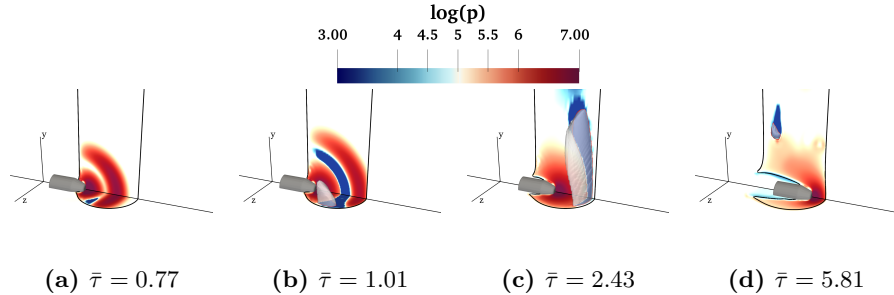 log(p)
3.00 4 4.5 5 5.5 6 7.00
y z y z y z y z
(a) τ̄ = 0.77 (b) τ̄ = 1.01 (c) τ̄ = 2.43 (d) τ̄ = 5.81